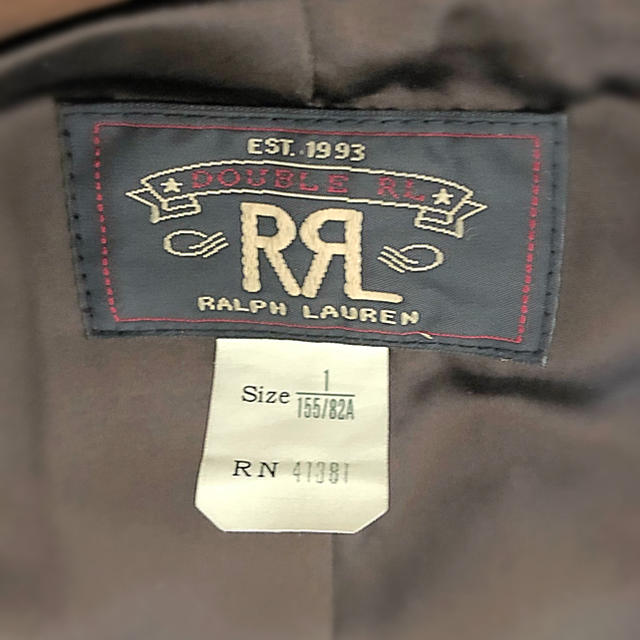 EST. 1993
DOUBLE RL
RRL
RALPH LAUREN
Size 1
155/82A
RN 41381